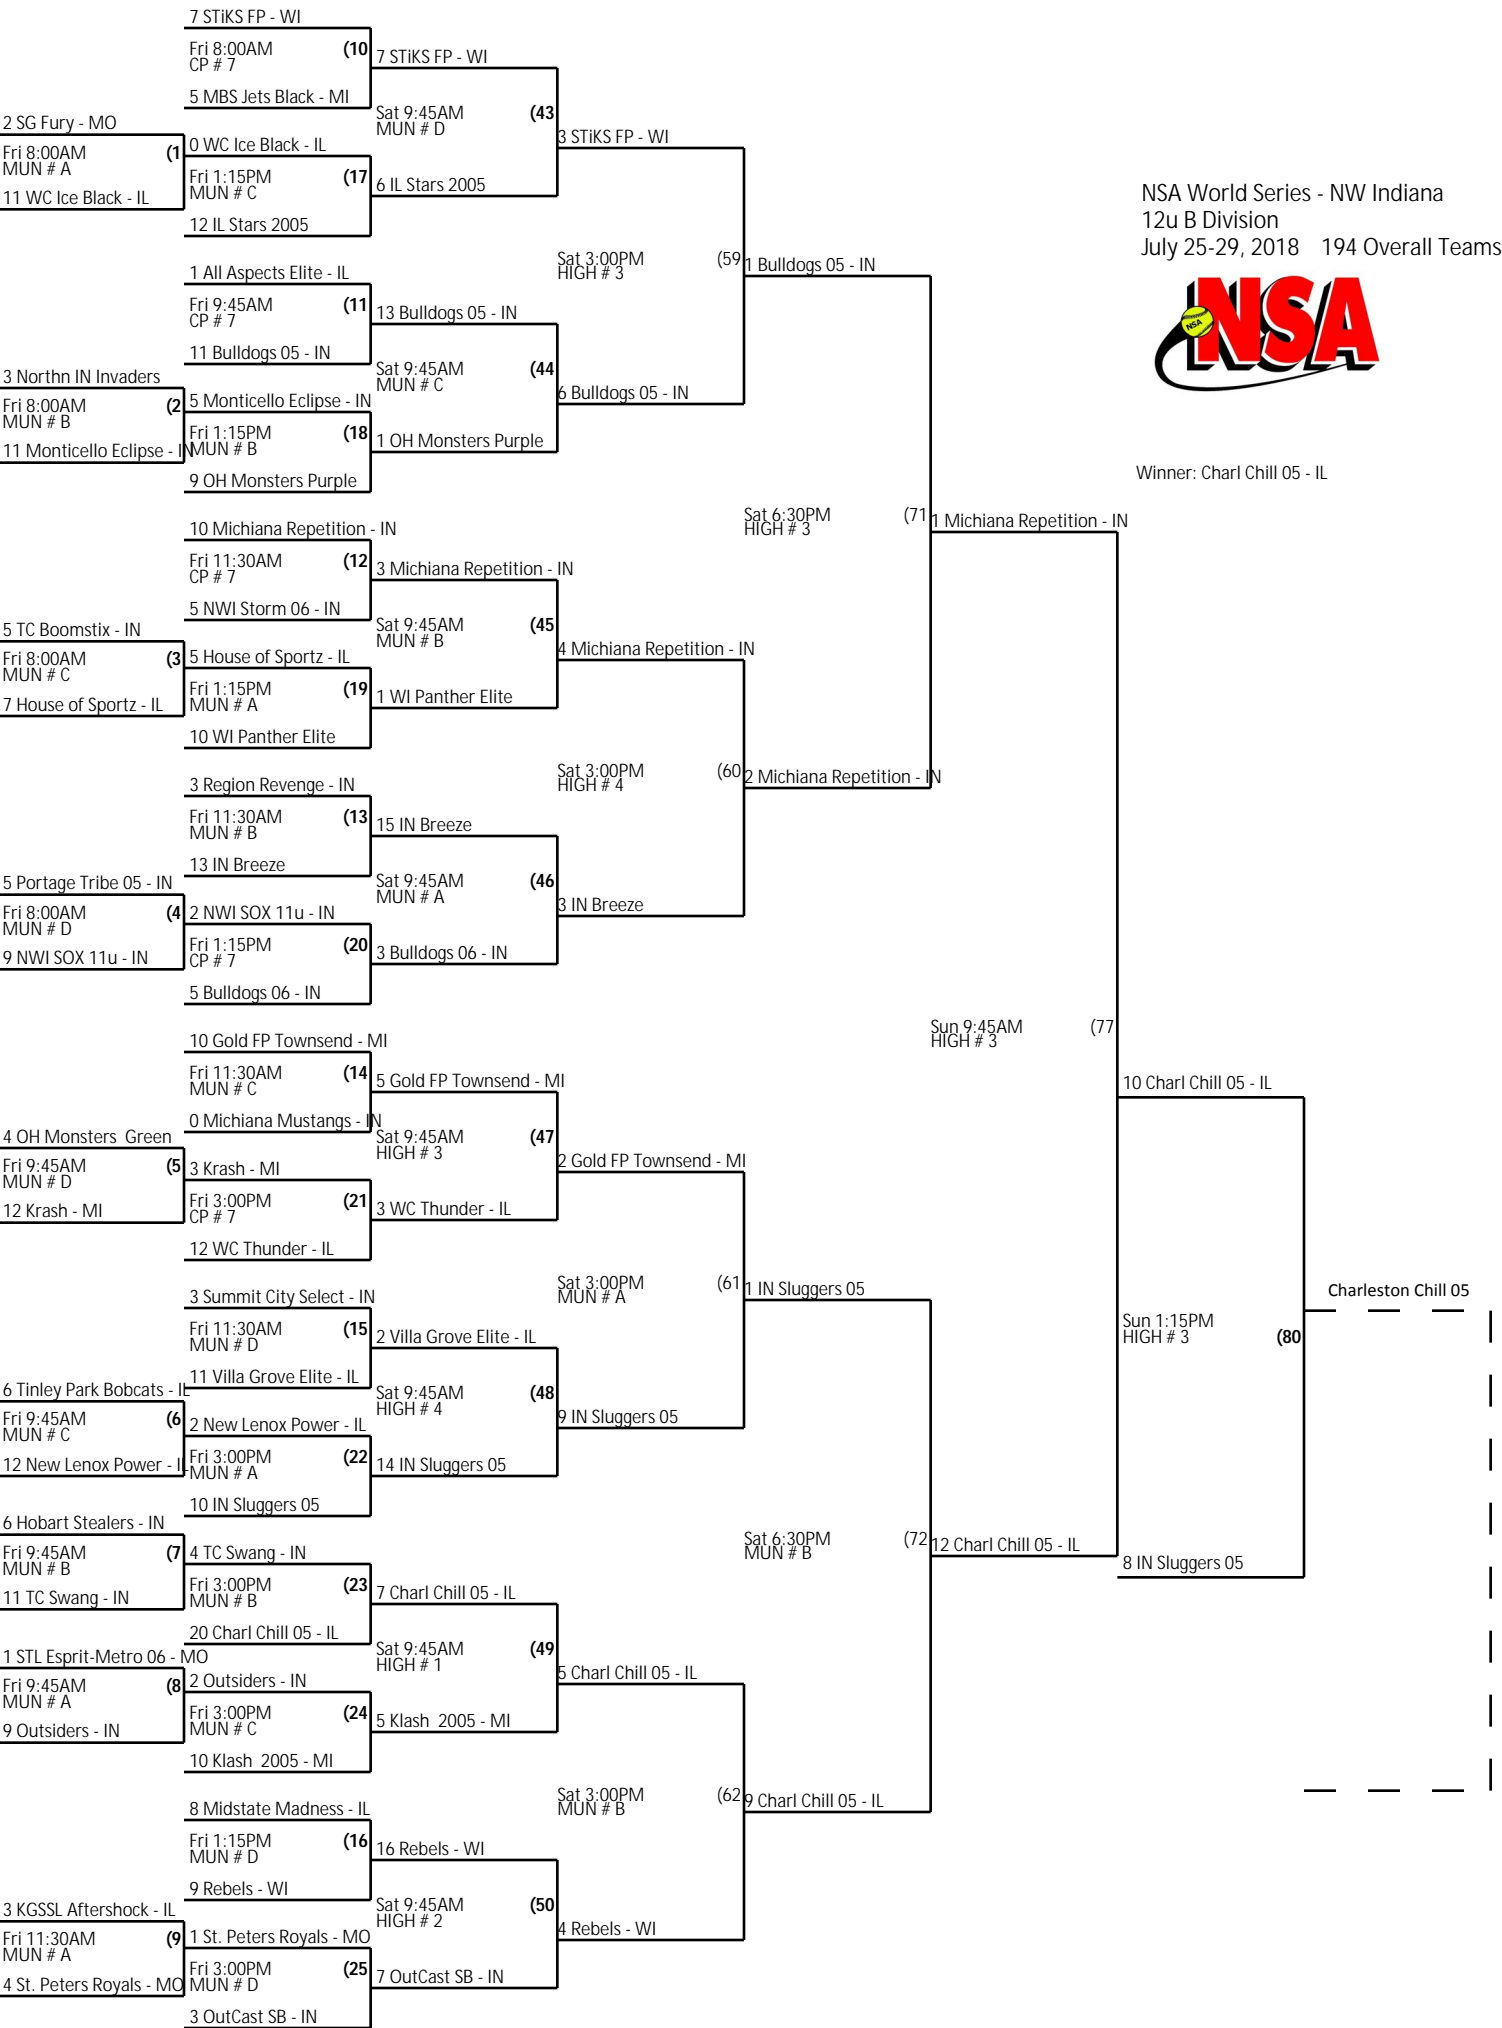 NSA World Series - NW Indiana
12u B Division
July 25-29, 2018 194 Overall Teams
NSA
NSA
Winner: Charl Chill 05 - IL
2 SG Fury - MO
Fri 8:00AM (1
MUN # A
11 WC Ice Black - IL
3 Northn IN Invaders
Fri 8:00AM (2
MUN # B
11 Monticello Eclipse - IN
5 TC Boomstix - IN
Fri 8:00AM (3
MUN # C
7 House of Sportz - IL
5 Portage Tribe 05 - IN
Fri 8:00AM (4
MUN # D
9 NWI SOX 11u - IN
4 OH Monsters Green
Fri 9:45AM (5
MUN # D
12 Krash - MI
6 Tinley Park Bobcats - IL
Fri 9:45AM (6
MUN # C
12 New Lenox Power - IL
6 Hobart Stealers - IN
Fri 9:45AM (7
MUN # B
11 TC Swang - IN
1 STL Esprit-Metro 06 - MO
Fri 9:45AM (8
MUN # A
9 Outsiders - IN
3 KGSSL Aftershock - IL
Fri 11:30AM (9
MUN # A
4 St. Peters Royals - MO
7 STiKS FP - WI
Fri 8:00AM (10
CP # 7
5 MBS Jets Black - MI
0 WC Ice Black - IL
Fri 1:15PM (17
MUN # C
12 IL Stars 2005
1 All Aspects Elite - IL
Fri 9:45AM (11
CP # 7
11 Bulldogs 05 - IN
5 Monticello Eclipse - IN
Fri 1:15PM (18
MUN # B
9 OH Monsters Purple
10 Michiana Repetition - IN
Fri 11:30AM (12
CP # 7
5 NWI Storm 06 - IN
5 House of Sportz - IL
Fri 1:15PM (19
MUN # A
10 WI Panther Elite
3 Region Revenge - IN
Fri 11:30AM (13
MUN # B
13 IN Breeze
2 NWI SOX 11u - IN
Fri 1:15PM (20
CP # 7
5 Bulldogs 06 - IN
10 Gold FP Townsend - MI
Fri 11:30AM (14
MUN # C
0 Michiana Mustangs - IN
3 Krash - MI
Fri 3:00PM (21
CP # 7
12 WC Thunder - IL
3 Summit City Select - IN
Fri 11:30AM (15
MUN # D
11 Villa Grove Elite - IL
2 New Lenox Power - IL
Fri 3:00PM (22
MUN # A
10 IN Sluggers 05
4 TC Swang - IN
Fri 3:00PM (23
MUN # B
20 Charl Chill 05 - IL
2 Outsiders - IN
Fri 3:00PM (24
MUN # C
10 Klash 2005 - MI
8 Midstate Madness - IL
Fri 1:15PM (16
MUN # D
9 Rebels - WI
1 St. Peters Royals - MO
Fri 3:00PM (25
MUN # D
3 OutCast SB - IN
7 STiKS FP - WI
Sat 9:45AM (43
MUN # D
6 IL Stars 2005
13 Bulldogs 05 - IN
Sat 9:45AM (44
MUN # C
1 OH Monsters Purple
3 Michiana Repetition - IN
Sat 9:45AM (45
MUN # B
1 WI Panther Elite
15 IN Breeze
Sat 9:45AM (46
MUN # A
3 Bulldogs 06 - IN
5 Gold FP Townsend - MI
Sat 9:45AM (47
HIGH # 3
3 WC Thunder - IL
2 Villa Grove Elite - IL
Sat 9:45AM (48
HIGH # 4
14 IN Sluggers 05
7 Charl Chill 05 - IL
Sat 9:45AM (49
HIGH # 1
5 Klash 2005 - MI
16 Rebels - WI
Sat 9:45AM (50
HIGH # 2
7 OutCast SB - IN
3 STiKS FP - WI
Sat 3:00PM (59
HIGH # 3
6 Bulldogs 05 - IN
4 Michiana Repetition - IN
Sat 3:00PM (60
HIGH # 4
3 IN Breeze
2 Gold FP Townsend - MI
Sat 3:00PM (61
MUN # A
9 IN Sluggers 05
5 Charl Chill 05 - IL
Sat 3:00PM (62
MUN # B
4 Rebels - WI
1 Bulldogs 05 - IN
Sat 6:30PM (71
HIGH # 3
2 Michiana Repetition - IN
1 IN Sluggers 05
Sat 6:30PM (72
MUN # B
9 Charl Chill 05 - IL
1 Michiana Repetition - IN
Sun 9:45AM (77
HIGH # 3
12 Charl Chill 05 - IL
10 Charl Chill 05 - IL
Sun 1:15PM (80
HIGH # 3
8 IN Sluggers 05
Charleston Chill 05